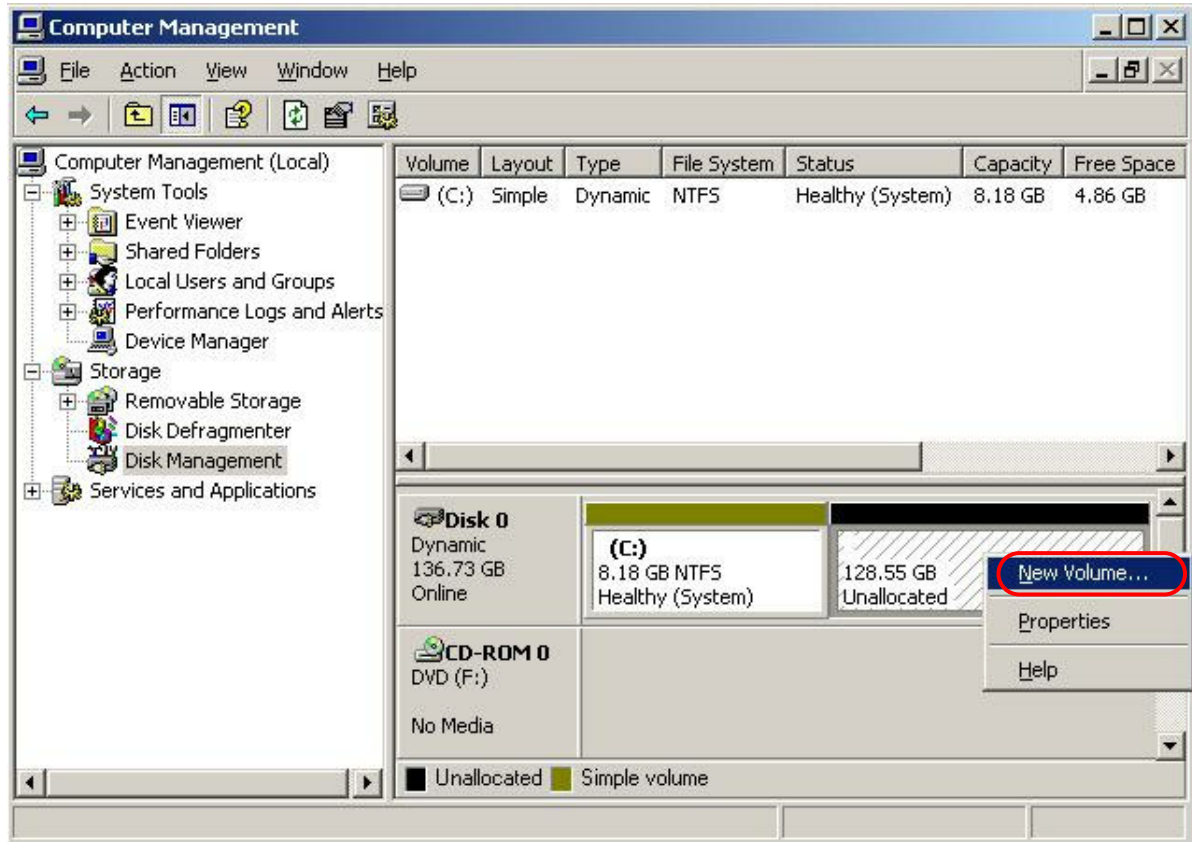 Computer Management
File Action View Window Help
Computer Management (Local)
System Tools
Event Viewer
Shared Folders
Local Users and Groups
Performance Logs and Alerts
Device Manager
Storage
Removable Storage
Disk Defragmenter
Disk Management
Services and Applications
Volume Layout Type File System Status Capacity Free Space
(C:) Simple Dynamic NTFS Healthy (System) 8.18 GB 4.86 GB
Disk 0
Dynamic
136.73 GB
Online
(C:)
8.18 GB NTFS
Healthy (System)
128.55 GB
Unallocated
New Volume...
Properties
Help
CD-ROM 0
DVD (F:)
No Media
Unallocated Simple volume